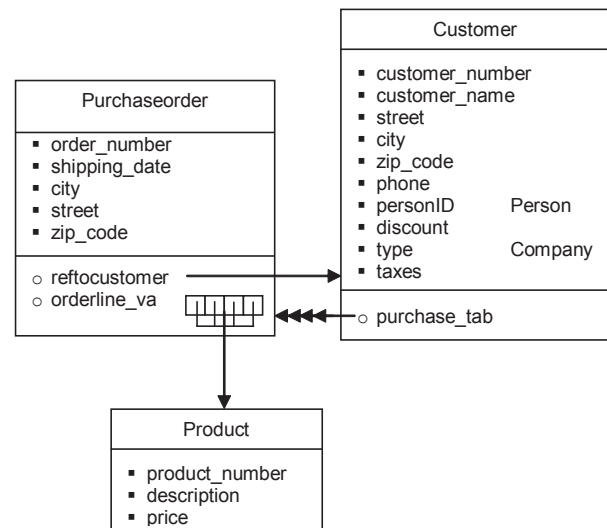 Customer
customer_number
customer_name
street
city
zip_code
phone
personID Person
discount
type Company
taxes
purchase_tab
Purchaseorder
order_number
shipping_date
city
street
zip_code
reftocustomer
orderline_va
Product
product_number
description
price